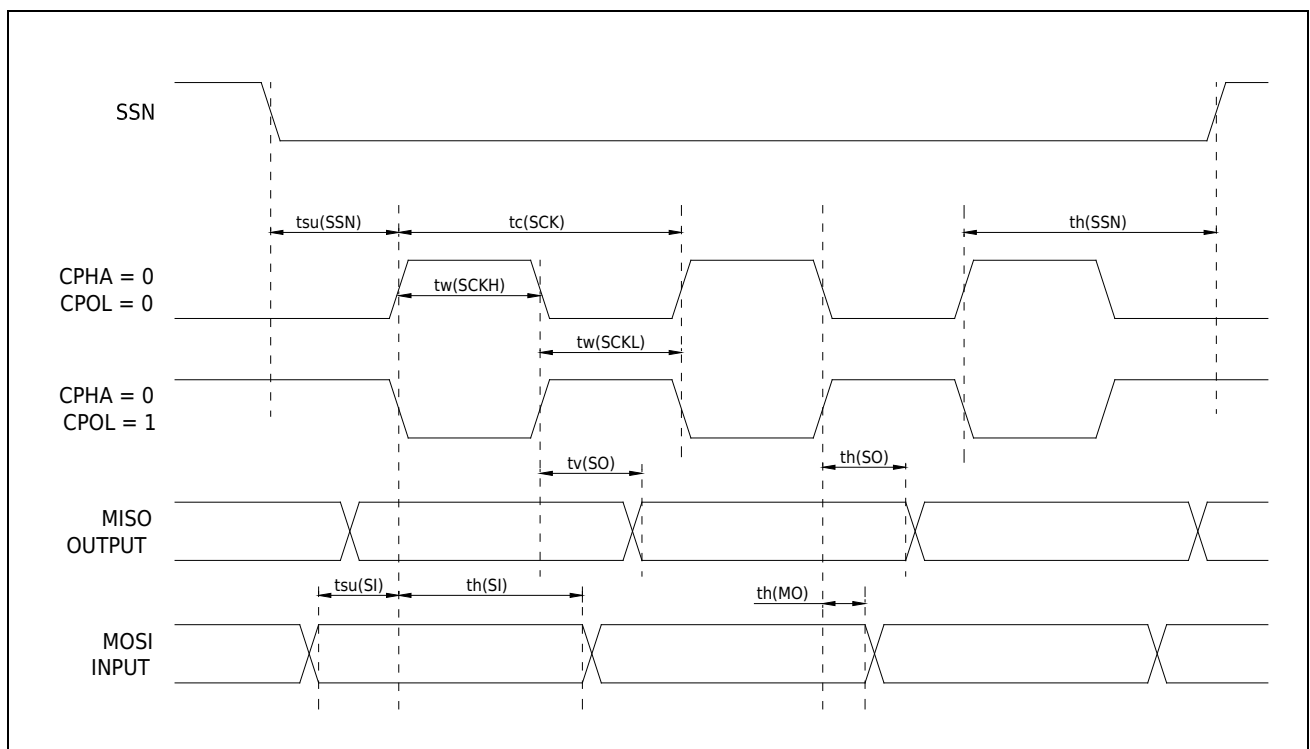 SSN
tsu(SSN)
tc(SCK)
th(SSN)
CPHA = 0
CPOL = 0
tw(SCKH)
tw(SCKL)
CPHA = 0
CPOL = 1
tv(SO)
th(SO)
MISO
OUTPUT
tsu(SI)
th(SI)
th(MO)
MOSI
INPUT